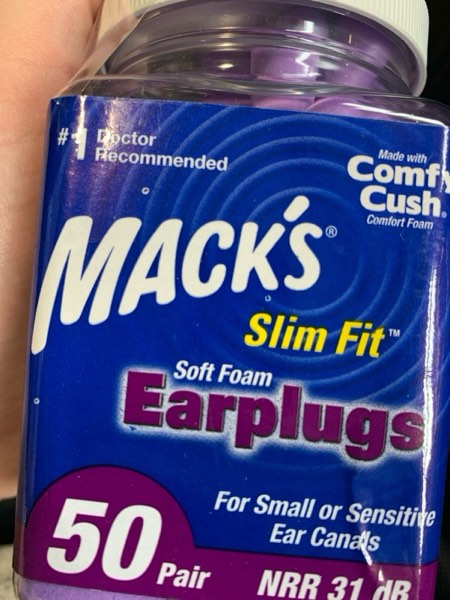 #1 Doctor
Recommended
Made with
Comfy
Cush®
Comfort Foam
MACK'S®
Slim Fit™
Soft Foam
Earplugs
For Small or Sensitive
Ear Canals
50 Pair
NRR 31 dB